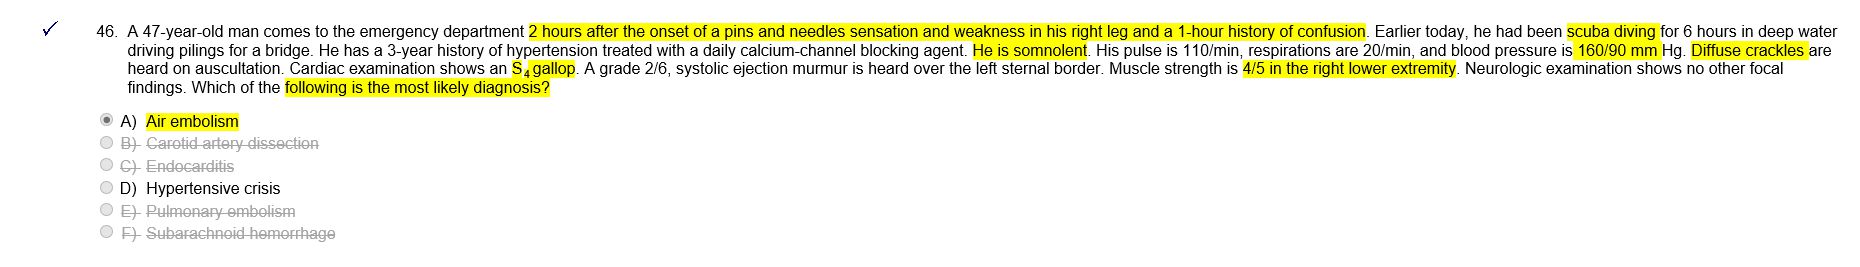 46. A 47-year-old man comes to the emergency department 2 hours after the onset of a pins and needles sensation and weakness in his right leg and a 1-hour history of confusion. Earlier today, he had been scuba diving for 6 hours in deep water
driving pilings for a bridge. He has a 3-year history of hypertension treated with a daily calcium-channel blocking agent. He is somnolent. His pulse is 110/min, respirations are 20/min, and blood pressure is 160/90 mm Hg. Diffuse crackles are
heard on auscultation. Cardiac examination shows an S4 gallop. A grade 2/6, systolic ejection murmur is heard over the left sternal border. Muscle strength is 4/5 in the right lower extremity. Neurologic examination shows no other focal
findings. Which of the following is the most likely diagnosis?
A) Air embolism
B) Carotid artery dissection
C) Endocarditis
D) Hypertensive crisis
E) Pulmonary embolism
F) Subarachnoid hemorrhage